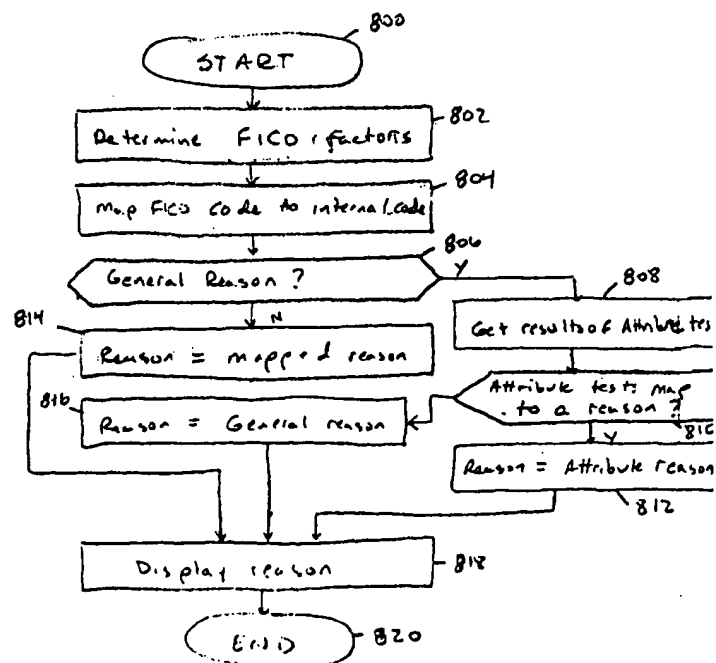 800
START
802
Determine FICO factors
804
Map FICO code to internal code
806
General Reason ?
Y
N
808
Get results of Attribute tes
814
Reason = mapped reason
Attribute tests map
to a reason ?
810
816
Reason = General reason
Y
Reason = Attribute reason
812
Display reason
818
END
820